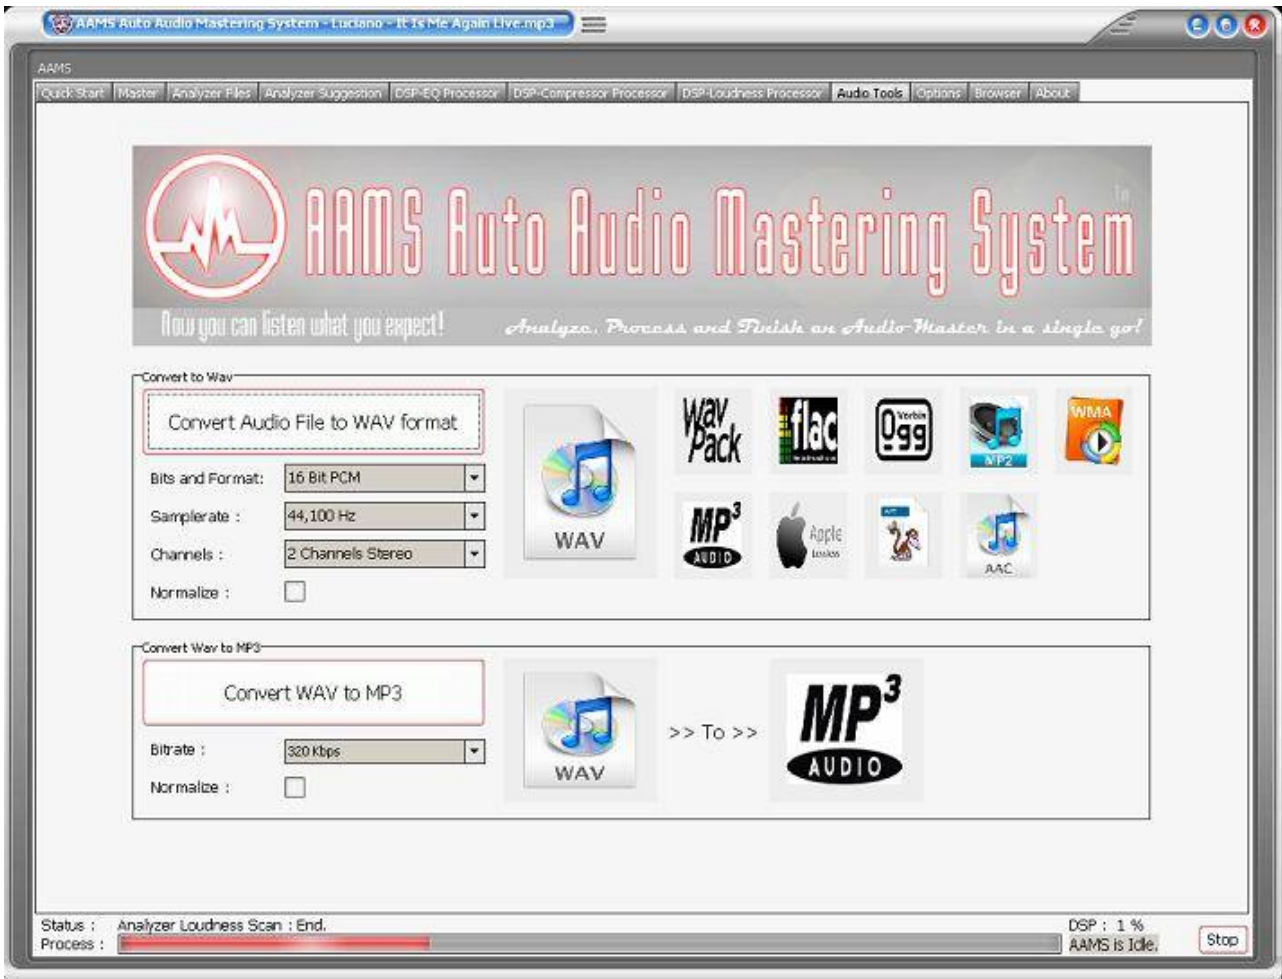 AAMS Auto Audio Mastering System - Luciano - It Is Me Again Live.mp3
AAMS
Quick Start Master Analyzer Files Analyzer Suggestion DSP-EQ Processor DSP-Compressor Processor DSP-Loudness Processor Audio Tools Options Browser About
AAMS Auto Audio Mastering System
Now you can listen what you expect! Analyze, Process and Finish an Audio-Master in a single go!
Convert to Wav
Convert Audio File to WAV format
Bits and Format: 16 Bit PCM
Samplerate : 44,100 Hz
Channels : 2 Channels Stereo
Normalize :
WAV
Wav Pack
flac
Vorbis
Ogg
MP2
WMA
MP3
AUDIO
Apple
Lossless
AAC
Convert Wav to MP3
Convert WAV to MP3
Bitrate : 320 Kbps
Normalize :
WAV
>> To >>
MP3
AUDIO
Status : Analyzer Loudness Scan : End. DSP : 1 %
Process : AAMS is Idle. Stop